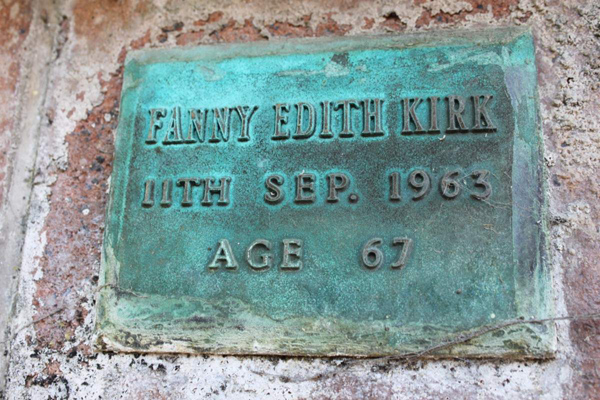 FANNY EDITH KIRK
11TH SEP. 1963
AGE 67